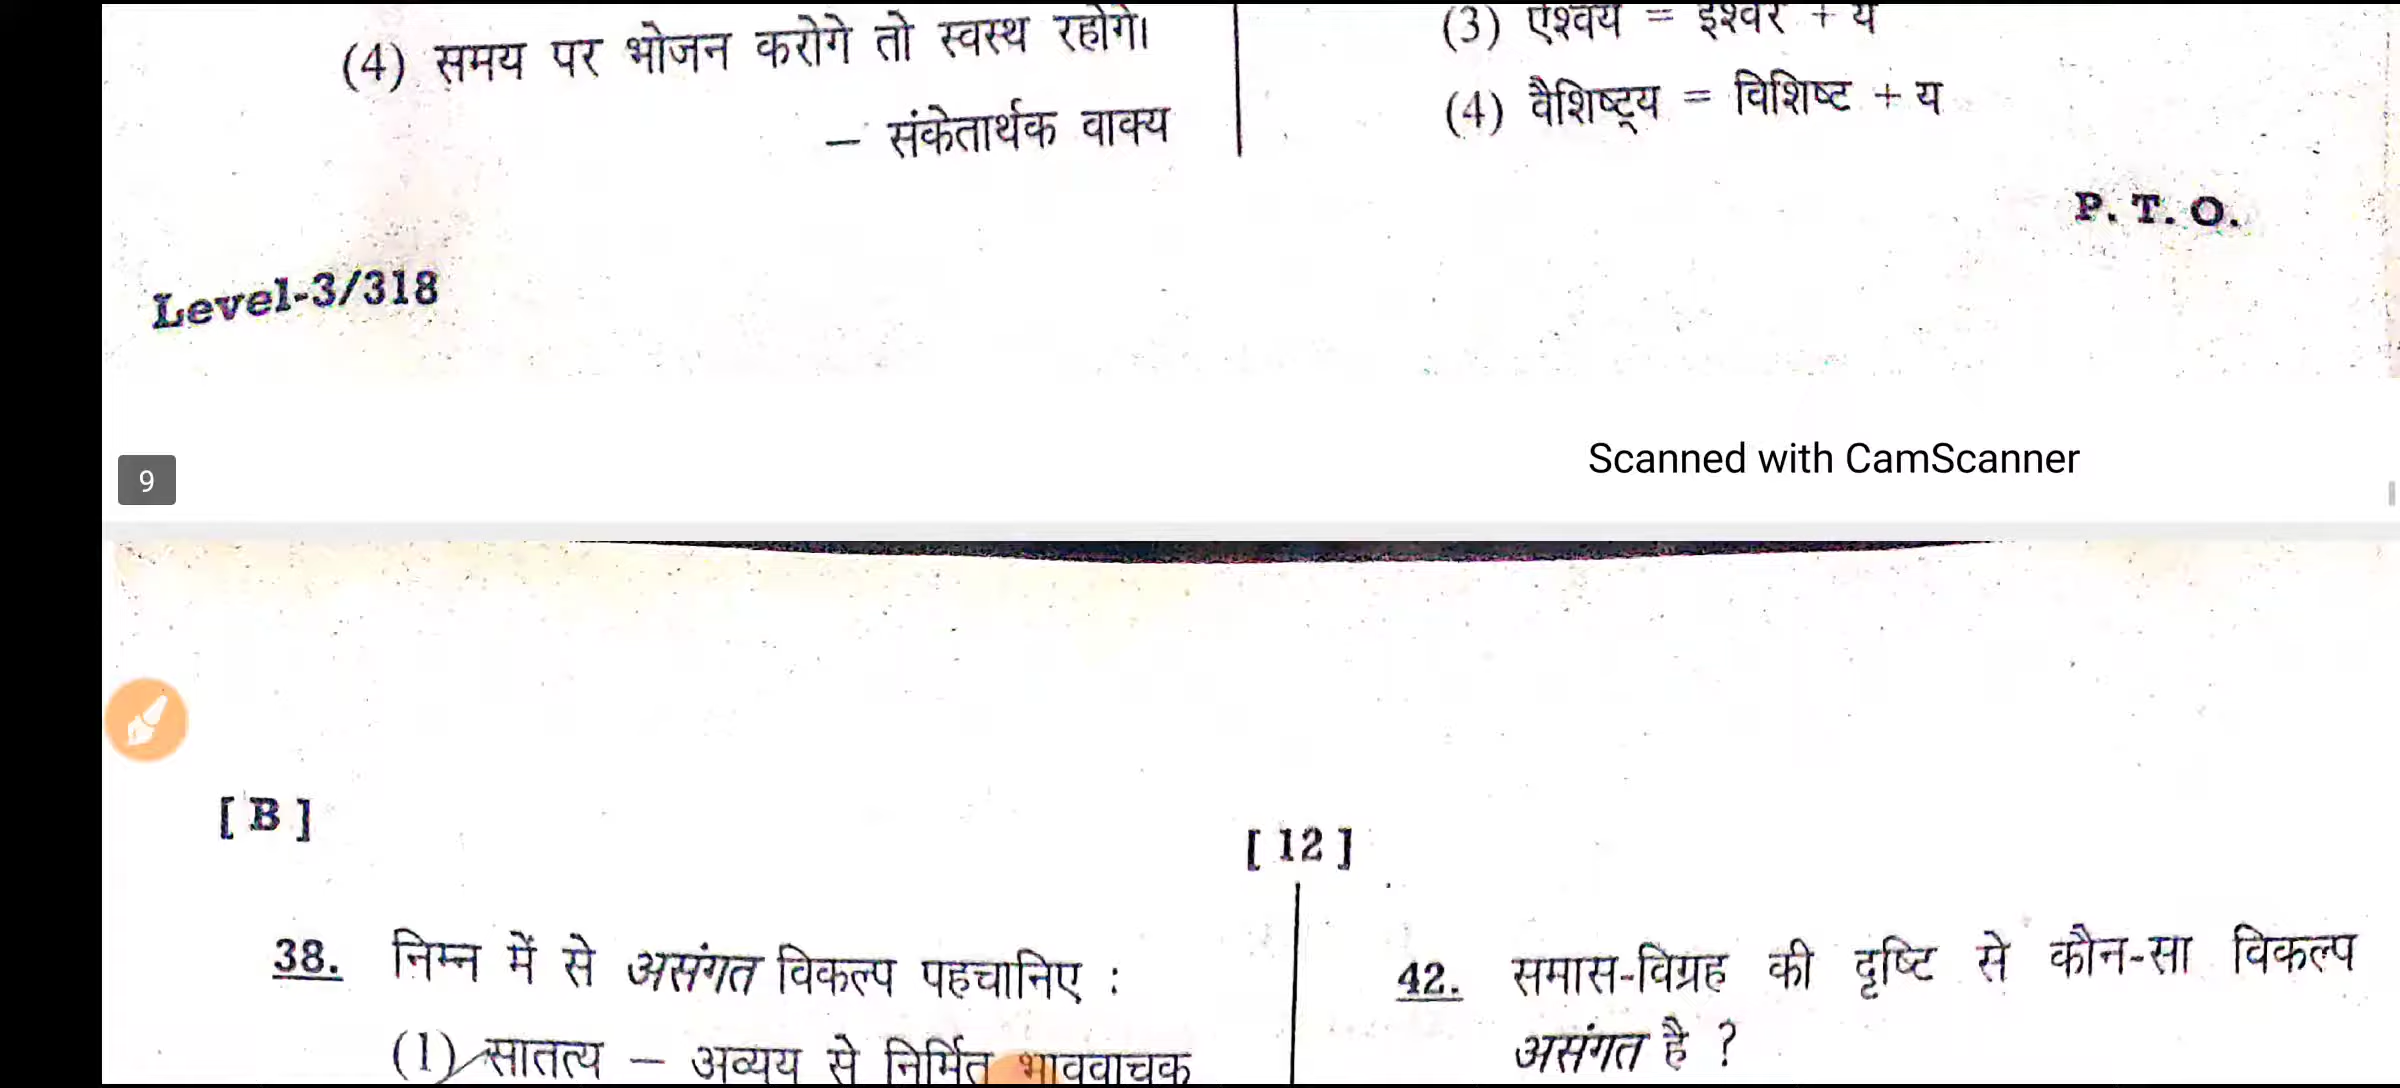 (4) समय पर भोजन करोगे तो स्वस्थ रहोगे।
– संकेतार्थक वाक्य
(3) ऐश्वर्य = ईश्वर + य
(4) वैशिष्ट्य = विशिष्ट + य
P. T. O.
Level-3/318
Scanned with CamScanner
9
[ B ]
[ 12 ]
38. निम्न में से असंगत विकल्प पहचानिए :
(1) सातत्य – अव्यय से निर्मित भाववाचक
42. समास-विग्रह की दृष्टि से कौन-सा विकल्प
असंगत है ?